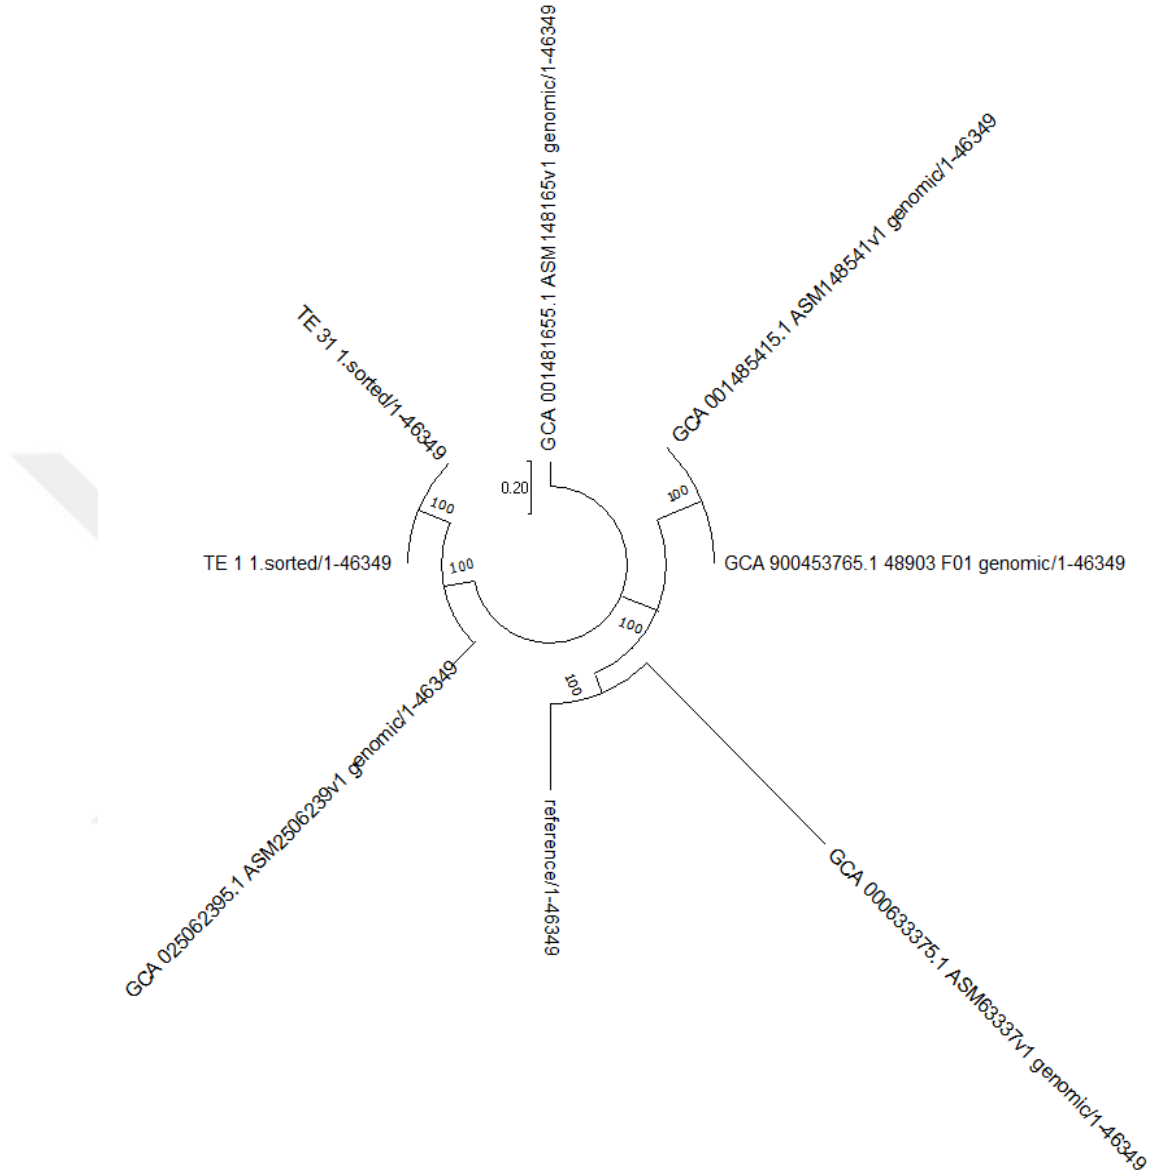 GCA 001481655.1 ASM148165v1 genomic/1-46349
GCA 001485415.1 ASM148541v1 genomic/1-46349
TE 31 1.sorted/1-46349
0.20
100
100
TE 1 1.sorted/1-46349
100
GCA 900453765.1 48903 F01 genomic/1-46349
100
100
GCA 025062395.1 ASM2506239v1 genomic/1-46349
reference/1-46349
GCA 000633375.1 ASM63337v1 genomic/1-46349